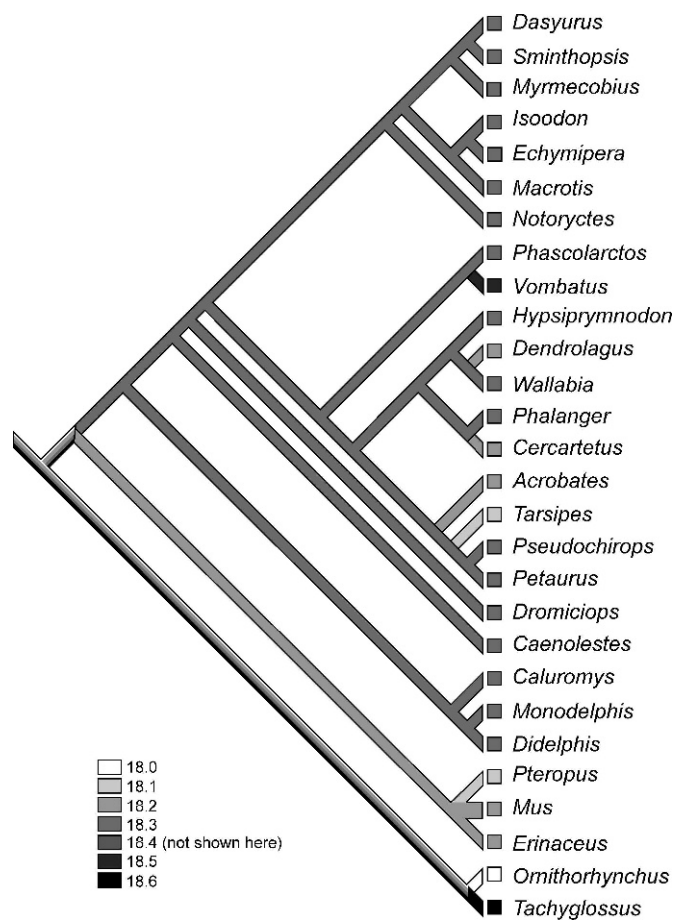 Dasyurus
Sminthopsis
Myrmecobius
Isoodon
Echymipera
Macrotis
Notoryctes
Phascolarctos
Vombatus
Hypsiprymnodon
Dendrolagus
Wallabia
Phalanger
Cercartetus
Acrobates
Tarsipes
Pseudochirops
Petaurus
Dromiciops
Caenolestes
Caluromys
Monodelphis
Didelphis
Pteropus
Mus
Erinaceus
Ornithorhynchus
Tachyglossus
18.0
18.1
18.2
18.3
18.4 (not shown here)
18.5
18.6